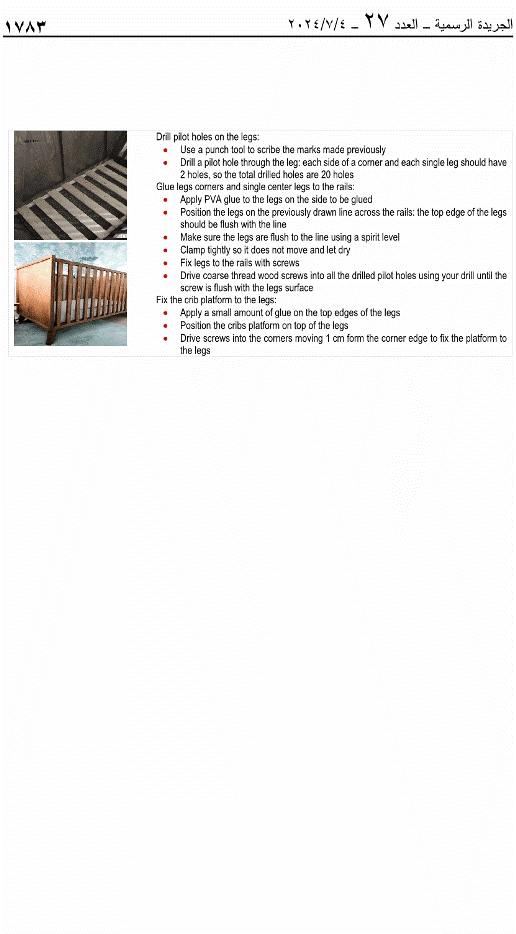 الجريدة الرسمية – العدد ٢٧ – ٢٠٢٤/٧/٤
١٧٨٣
Drill pilot holes on the legs:
• Use a punch tool to scribe the marks made previously
• Drill a pilot hole through the leg: each side of a corner and each single leg should have
2 holes, so the total drilled holes are 20 holes
Glue legs corners and single center legs to the rails:
• Apply PVA glue to the legs on the side to be glued
• Position the legs on the previously drawn line across the rails: the top edge of the legs
should be flush with the line
• Make sure the legs are flush to the line using a spirit level
• Clamp tightly so it does not move and let dry
• Fix legs to the rails with screws
• Drive coarse thread wood screws into all the drilled pilot holes using your drill until the
screw is flush with the legs surface
Fix the crib platform to the legs:
• Apply a small amount of glue on the top edges of the legs
• Position the cribs platform on top of the legs
• Drive screws into the corners moving 1 cm form the corner edge to fix the platform to
the legs